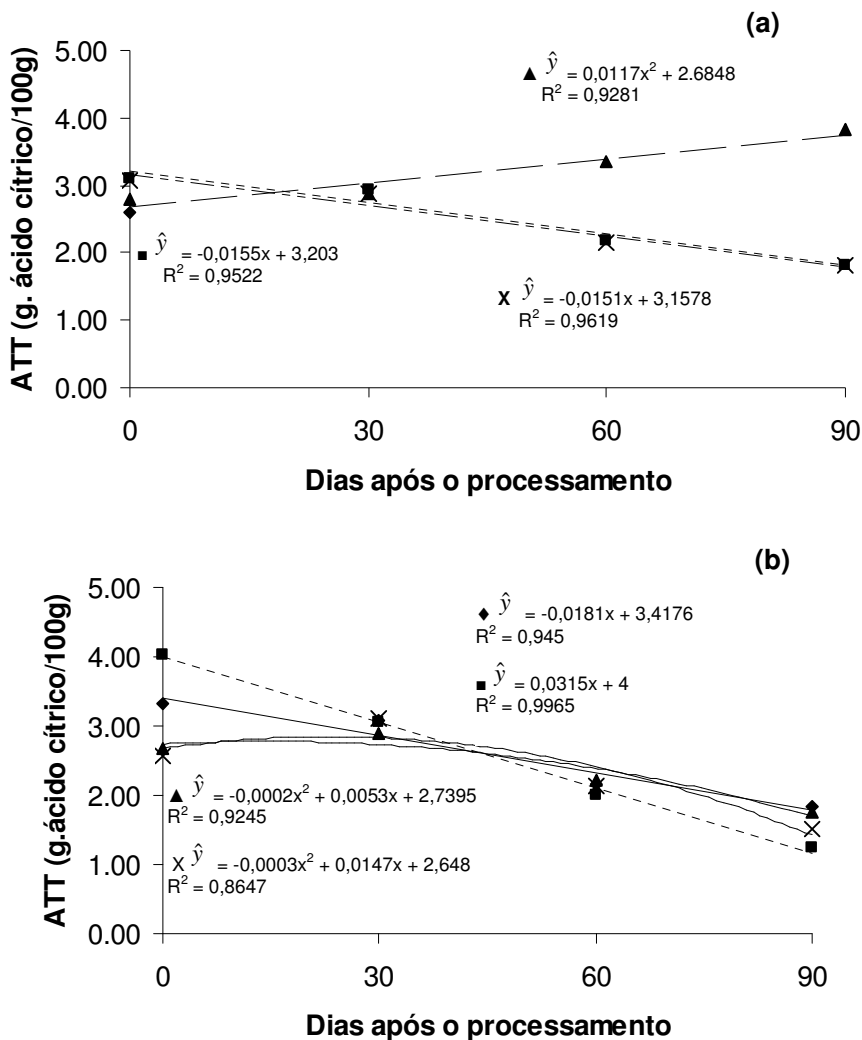 (a)
ATT (g. ácido cítrico/100g)
5.00
4.00
3.00
2.00
1.00
0.00
ŷ = 0,0117x² + 2.6848
R² = 0,9281
ŷ = -0,0155x + 3,203
R² = 0,9522
X ŷ = -0,0151x + 3,1578
R² = 0,9619
0 30 60 90
Dias após o processamento
(b)
ATT (g.ácido cítrico/100g)
5.00
4.00
3.00
2.00
1.00
0.00
ŷ = -0,0181x + 3,4176
R² = 0,945
ŷ = 0,0315x + 4
R² = 0,9965
ŷ = -0,0002x² + 0,0053x + 2,7395
R² = 0,9245
X ŷ = -0,0003x² + 0,0147x + 2,648
R² = 0,8647
0 30 60 90
Dias após o processamento